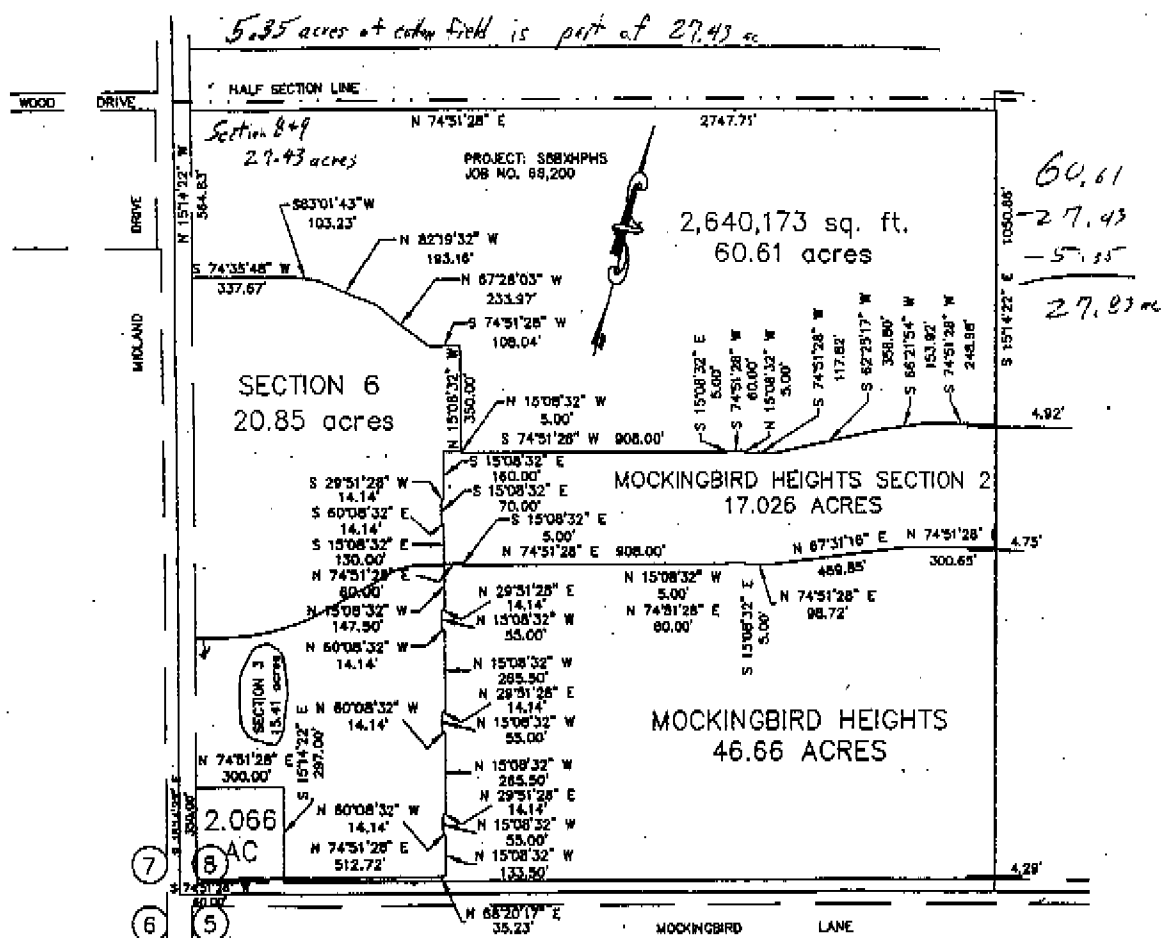 5.35 acres of cotton field is part of 27.43 ac
HALF SECTION LINE
WOOD DRIVE
N 74°51'28" E 2747.71'
Section 8+9
27.43 acres
PROJECT: SBBXHPHS
JOB NO. 88,200
N 15°14'22" W
564.83'
DRIVE
MIDLAND
S83°01'43"W
103.23'
N 82°19'32" W
193.16'
N 67°28'03" W
233.97'
S 74°35'48" W
337.67'
S 74°51'28" W
108.04'
2,640,173 sq. ft.
60.61 acres
60.61
-27.43
-5.35
27.83 ac
1050.88'
S 15°14'22" E
SECTION 6
20.85 acres
N 15°08'32" W
350.00'
N 15°08'32" W
5.00'
S 74°51'28" W 908.00'
S 15°08'32" E
5.00'
S 74°51'28" W
60.00'
N 15°08'32" W
5.00'
S 74°51'28" W
117.82'
S 62°25'17" W
358.80'
S 66°21'54" W
153.92'
S 74°51'28" W
248.98'
4.92'
S 15°08'32" E
160.00'
S 29°51'28" W
14.14'
S 15°08'32" E
70.00'
S 60°08'32" E
14.14'
S 15°08'32" E
5.00'
S 15°08'32" E
130.00'
MOCKINGBIRD HEIGHTS SECTION 2
17.026 ACRES
N 74°51'28" E 908.00'
N 67°31'16" E
469.85'
N 74°51'28" E
300.65'
4.75'
N 74°51'28" E
60.00'
N 15°08'32" W
147.50'
N 60°08'32" W
14.14'
N 29°51'28" E
14.14'
N 15°08'32" W
55.00'
N 15°08'32" W
5.00'
N 74°51'28" E
60.00'
S 15°08'32" E
5.00'
N 74°51'28" E
98.72'
N 15°08'32" W
265.50'
SECTION 3
15.41 acres
N 29°51'28" E
14.14'
N 60°08'32" W
14.14'
N 15°08'32" W
55.00'
MOCKINGBIRD HEIGHTS
46.66 ACRES
N 74°51'28" E
300.00'
S 15°14'22" E
297.00'
N 15°08'32" W
265.50'
N 29°51'28" E
14.14'
N 60°08'32" W
14.14'
N 15°08'32" W
55.00'
2.066
AC
N 74°51'28" E
512.72'
N 15°08'32" W
133.50'
4.29'
7 8
S 74°51'28" W
60.00'
6 5
N 68°20'17" E
35.23'
MOCKINGBIRD LANE